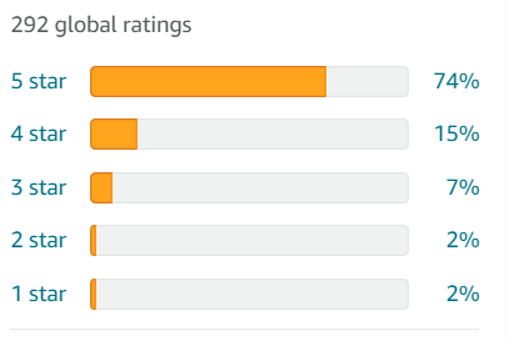 292 global ratings
5 star 74%
4 star 15%
3 star 7%
2 star 2%
1 star 2%